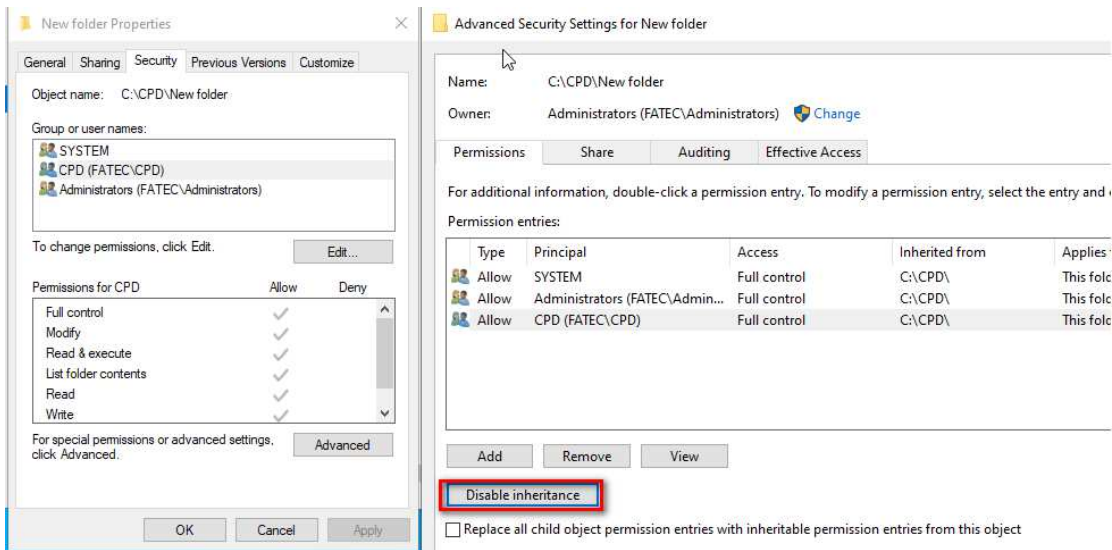 New folder Properties
General Sharing Security Previous Versions Customize
Object name: C:\CPD\New folder
Group or user names:
SYSTEM
CPD (FATEC\CPD)
Administrators (FATEC\Administrators)
To change permissions, click Edit.
Edit...
Permissions for CPD Allow Deny
Full control
Modify
Read & execute
List folder contents
Read
Write
For special permissions or advanced settings,
click Advanced.
Advanced
OK Cancel Apply
Advanced Security Settings for New folder
Name: C:\CPD\New folder
Owner: Administrators (FATEC\Administrators) Change
Permissions Share Auditing Effective Access
For additional information, double-click a permission entry. To modify a permission entry, select the entry and
Permission entries:
Type Principal Access Inherited from Applies
Allow SYSTEM Full control C:\CPD\ This fold
Allow Administrators (FATEC\Admin... Full control C:\CPD\ This fold
Allow CPD (FATEC\CPD) Full control C:\CPD\ This fold
Add Remove View
Disable inheritance
Replace all child object permission entries with inheritable permission entries from this object